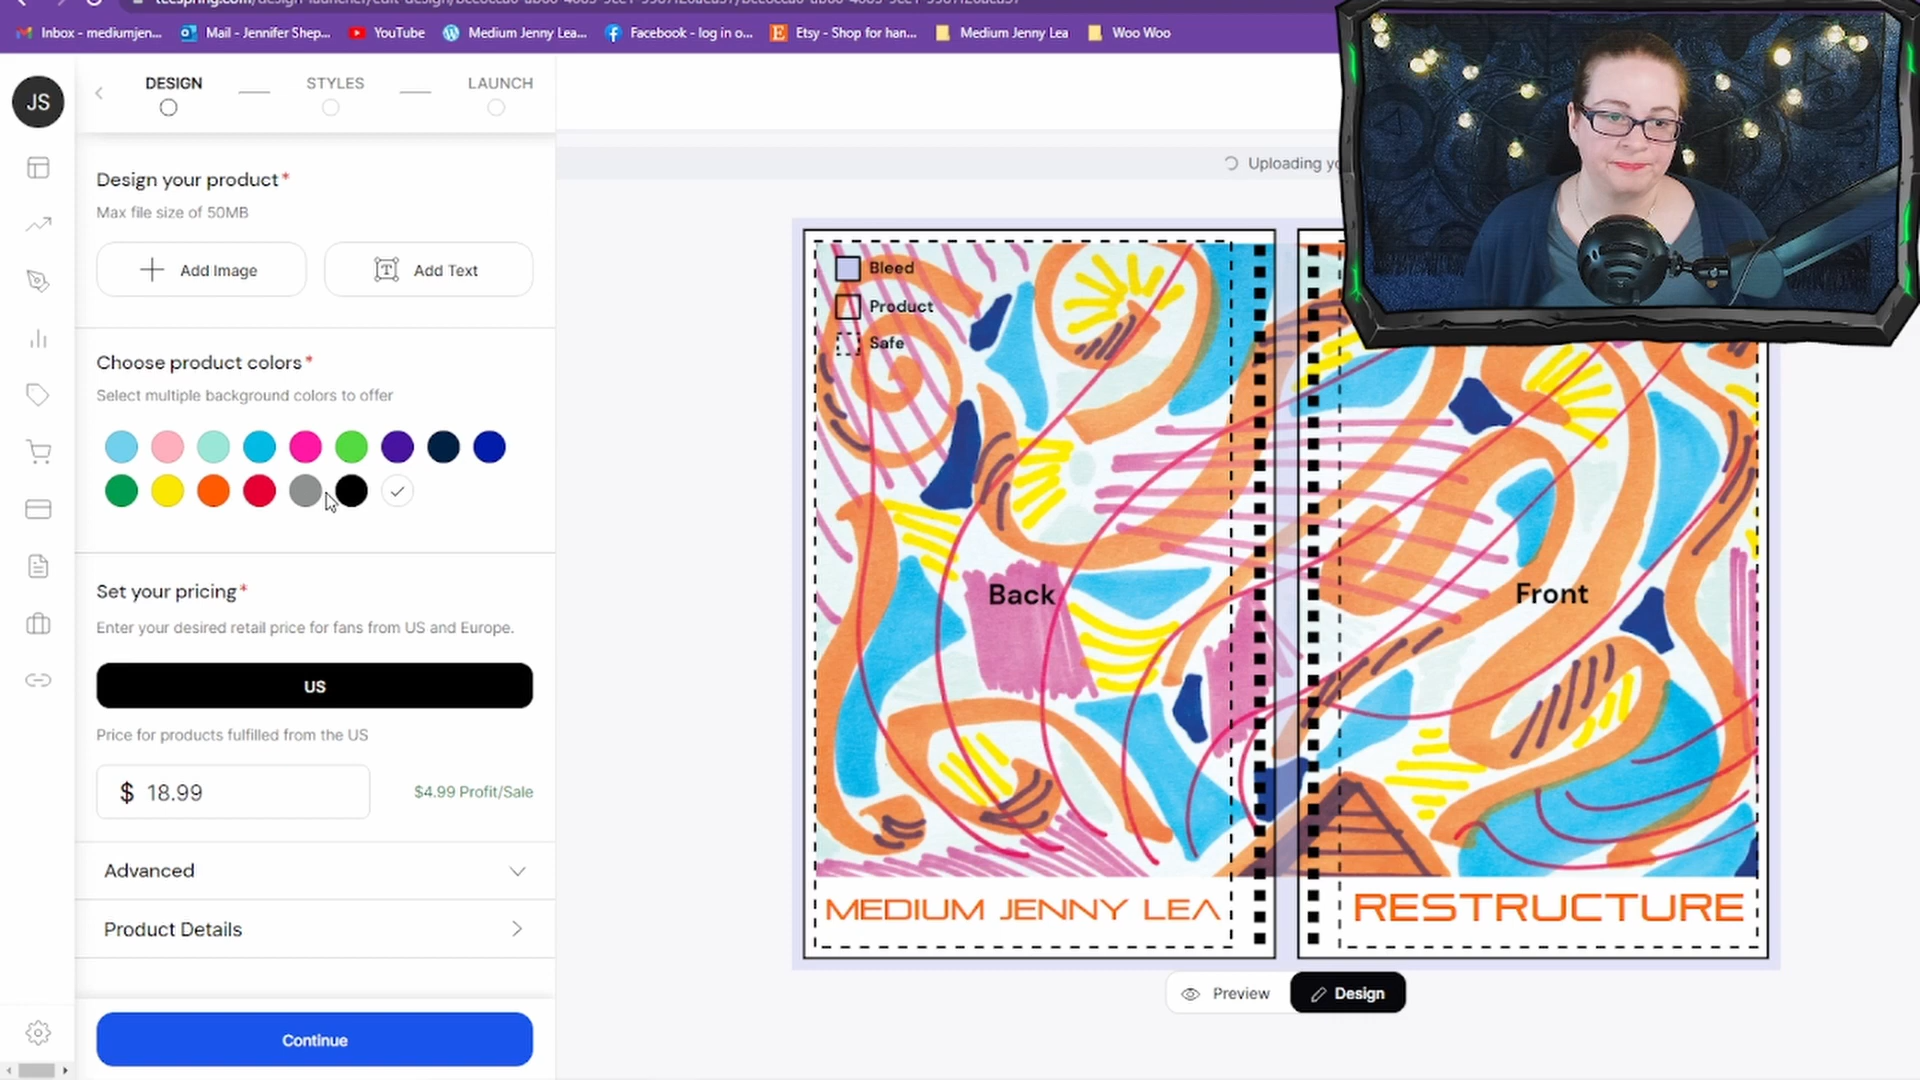 Inbox - mediumjen...
Mail - Jennifer Shep...
YouTube
Medium Jenny Lea...
Facebook - log in o...
Etsy - Shop for han...
Medium Jenny Lea
Woo Woo
JS
DESIGN
STYLES
LAUNCH
Design your product*
Max file size of 50MB
Add Image
Add Text
Choose product colors*
Select multiple background colors to offer
Set your pricing*
Enter your desired retail price for fans from US and Europe.
US
Price for products fulfilled from the US
$ 18.99
$4.99 Profit/Sale
Advanced
Product Details
Continue
Uploading yo
Bleed
Product
Safe
Back
Front
MEDIUM JENNY LEA
RESTRUCTURE
Preview
Design